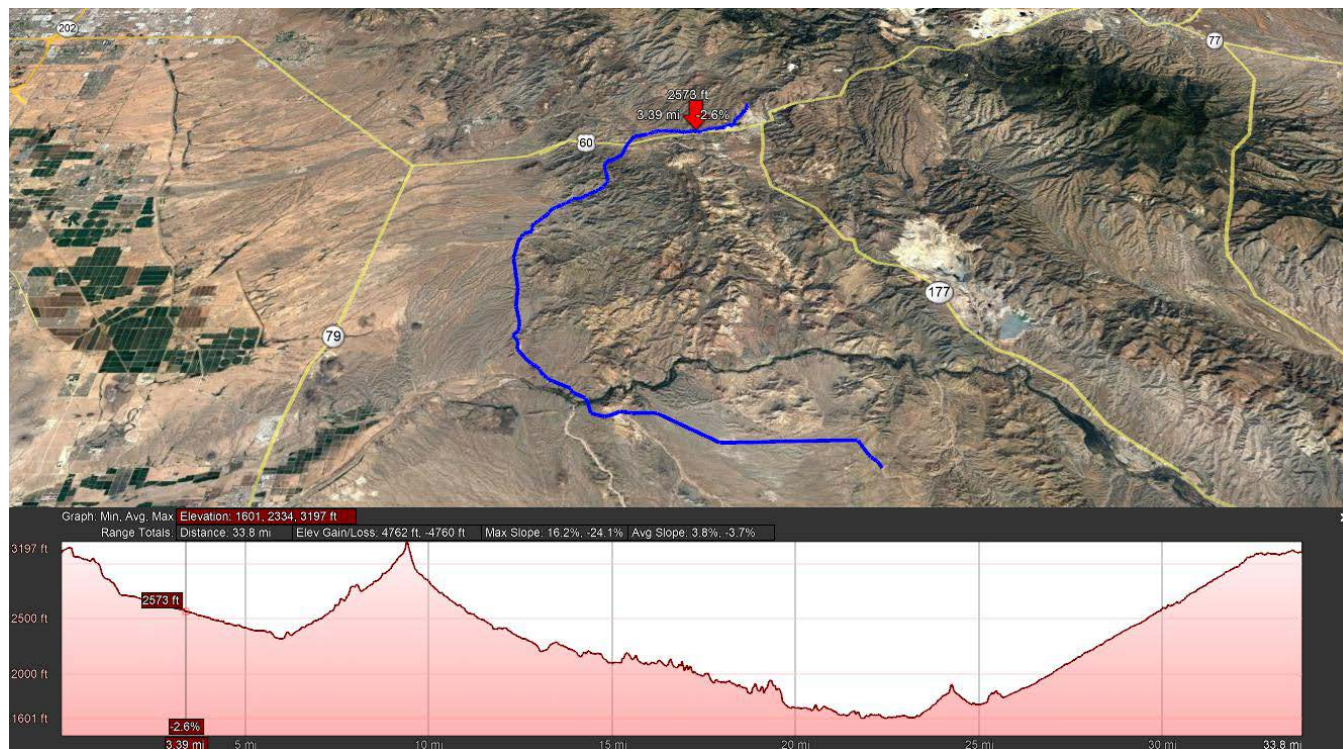 202
77
2573 ft
3.39 mi -2.6%
60
177
79
Graph: Min, Avg, Max Elevation: 1601, 2334, 3197 ft
Range Totals: Distance: 33.8 mi Elev Gain/Loss: 4762 ft, -4760 ft Max Slope: 16.2%, -24.1% Avg Slope: 3.8%, -3.7%
3197 ft
2573 ft
2500 ft
2000 ft
1601 ft
-2.6%
3.39 mi 5 mi 10 mi 15 mi 20 mi 25 mi 30 mi 33.8 mi